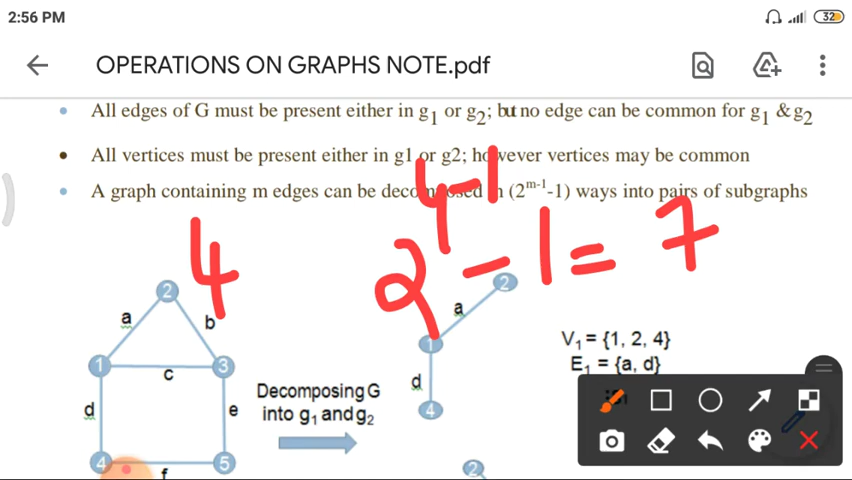 2:56 PM 32
OPERATIONS ON GRAPHS NOTE.pdf
All edges of G must be present either in g1 or g2; but no edge can be common for g1 & g2
All vertices must be present either in g1 or g2; however vertices may be common
A graph containing m edges can be decomposed in (2^m-1-1) ways into pairs of subgraphs
4
2^4-1 - 1 = 7
2
a b
1 3
c
d e
4 5
f
Decomposing G
into g1 and g2
2
a
1
d
4
V1 = {1, 2, 4}
E1 = {a, d}
2